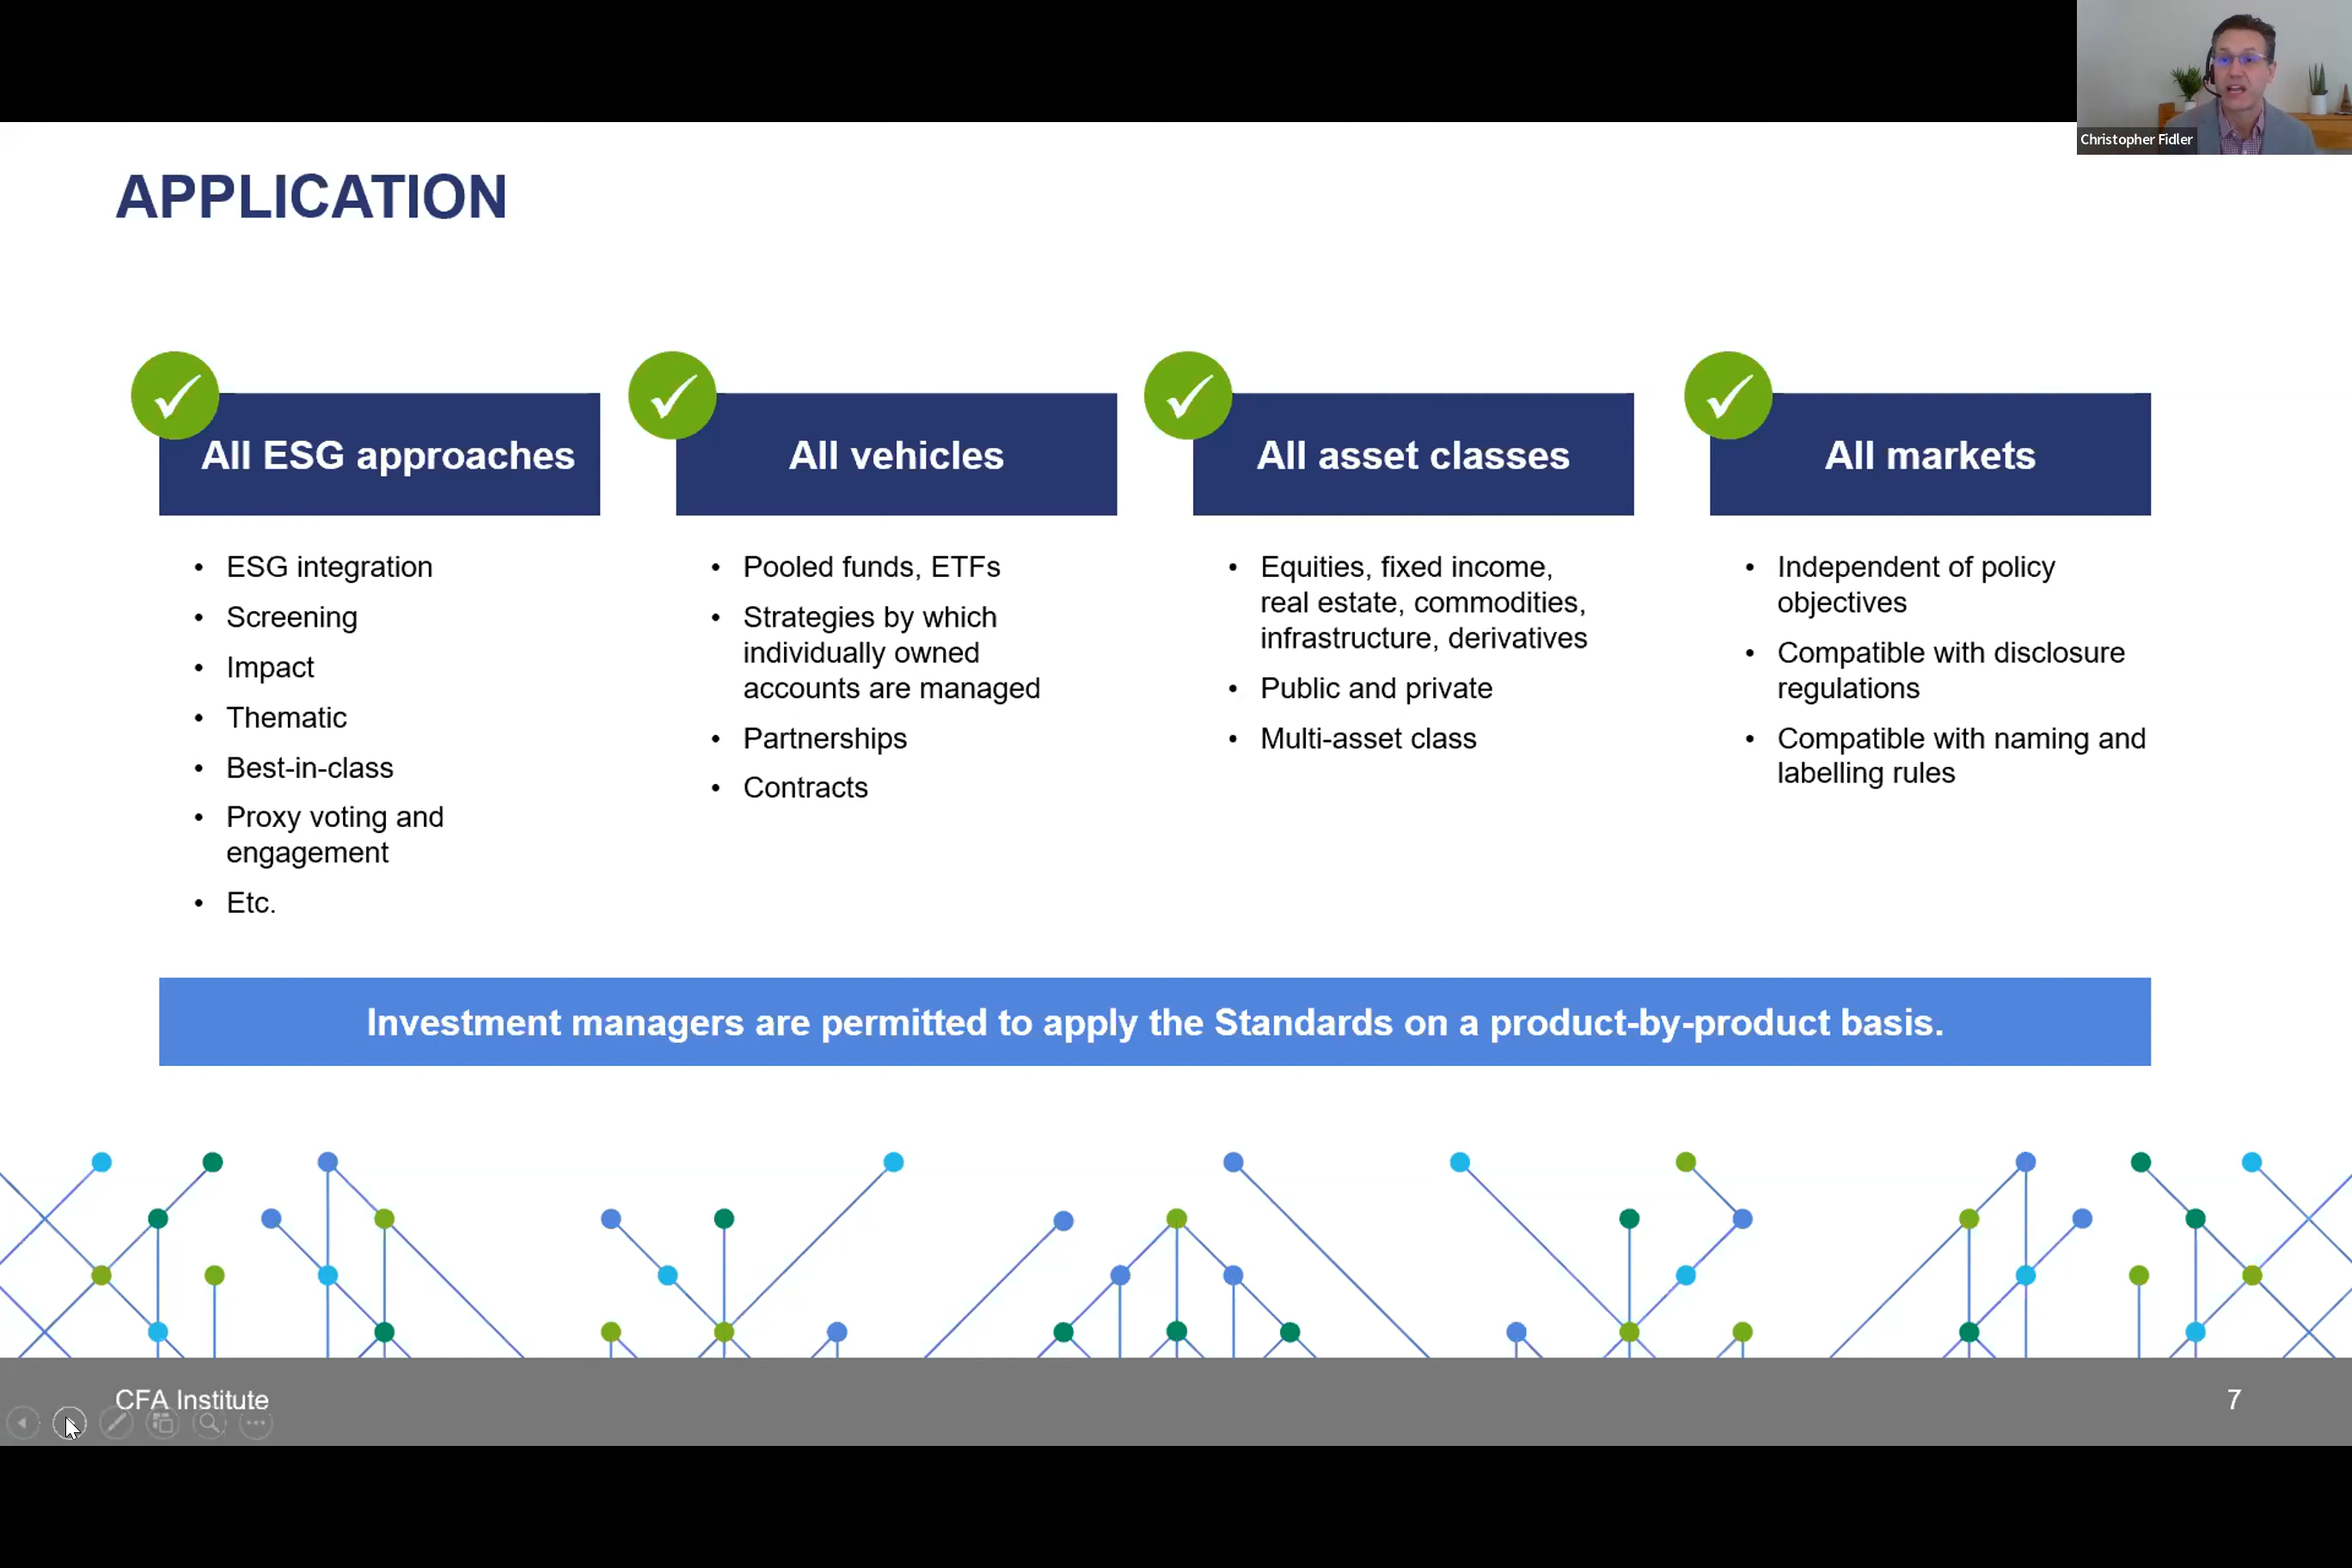 Christopher Fidler
APPLICATION
All ESG approaches
• ESG integration
• Screening
• Impact
• Thematic
• Best-in-class
• Proxy voting and
engagement
• Etc.
All vehicles
• Pooled funds, ETFs
• Strategies by which
individually owned
accounts are managed
• Partnerships
• Contracts
All asset classes
• Equities, fixed income,
real estate, commodities,
infrastructure, derivatives
• Public and private
• Multi-asset class
All markets
• Independent of policy
objectives
• Compatible with disclosure
regulations
• Compatible with naming and
labelling rules
Investment managers are permitted to apply the Standards on a product-by-product basis.
CFA Institute
7